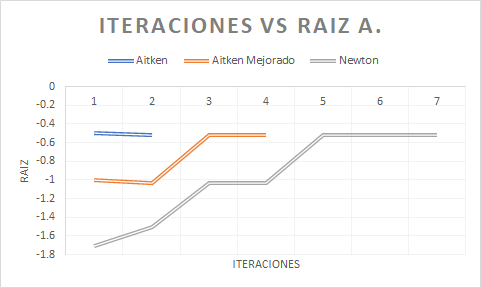 ITERACIONES VS RAIZ A.
Aitken Aitken Mejorado Newton
0
-0.2
-0.4
-0.6
-0.8
-1
-1.2
-1.4
-1.6
-1.8
1 2 3 4 5 6 7
RAIZ
ITERACIONES